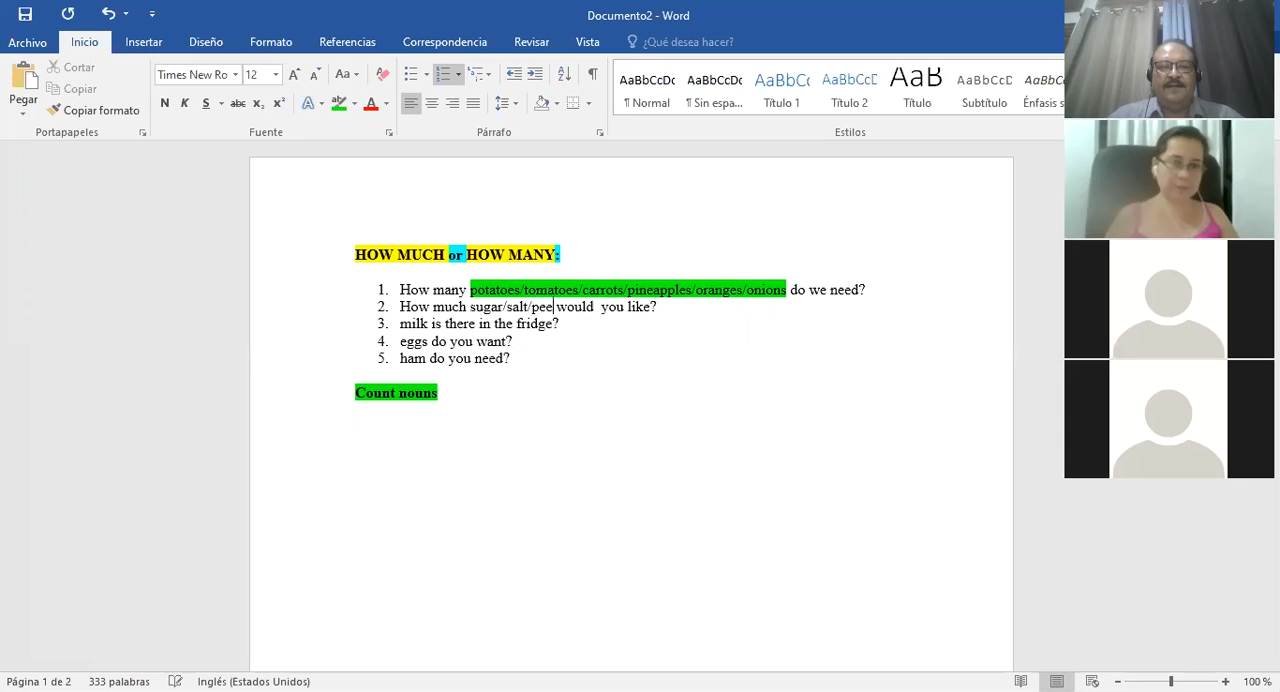 Documento2 - Word
Archivo Inicio Insertar Diseño Formato Referencias Correspondencia Revisar Vista ¿Qué desea hacer?
Pegar
Cortar
Copiar
Copiar formato
Portapapeles
Times New Ro 12 Aa
N K S abc x₂ x² A A
Fuente
Párrafo
AaBbCcDc AaBbCcDc AaBbCc AaBbCcD AaB AaBbCcD AaBbCc
¶ Normal ¶ Sin espa... Título 1 Título 2 Título Subtítulo Énfasis s
Estilos
HOW MUCH or HOW MANY:
1. How many potatoes/tomatoes/carrots/pineapples/oranges/onions do we need?
2. How much sugar/salt/pee would you like?
3. milk is there in the fridge?
4. eggs do you want?
5. ham do you need?
Count nouns
Página 1 de 2 333 palabras Inglés (Estados Unidos) 100 %